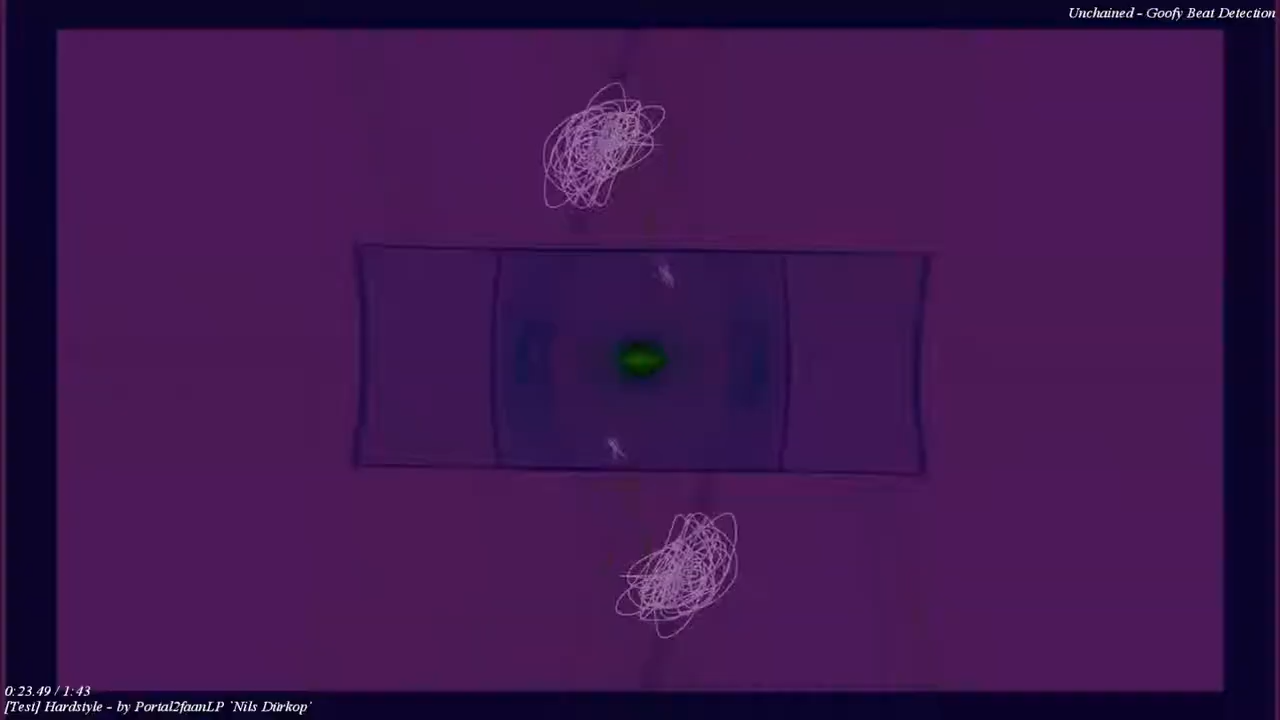 Unchained - Goofy Beat Detection
0:23.49 / 1:43
[Test] Hardstyle - by Portal2faanLP `Nils Dürkop´